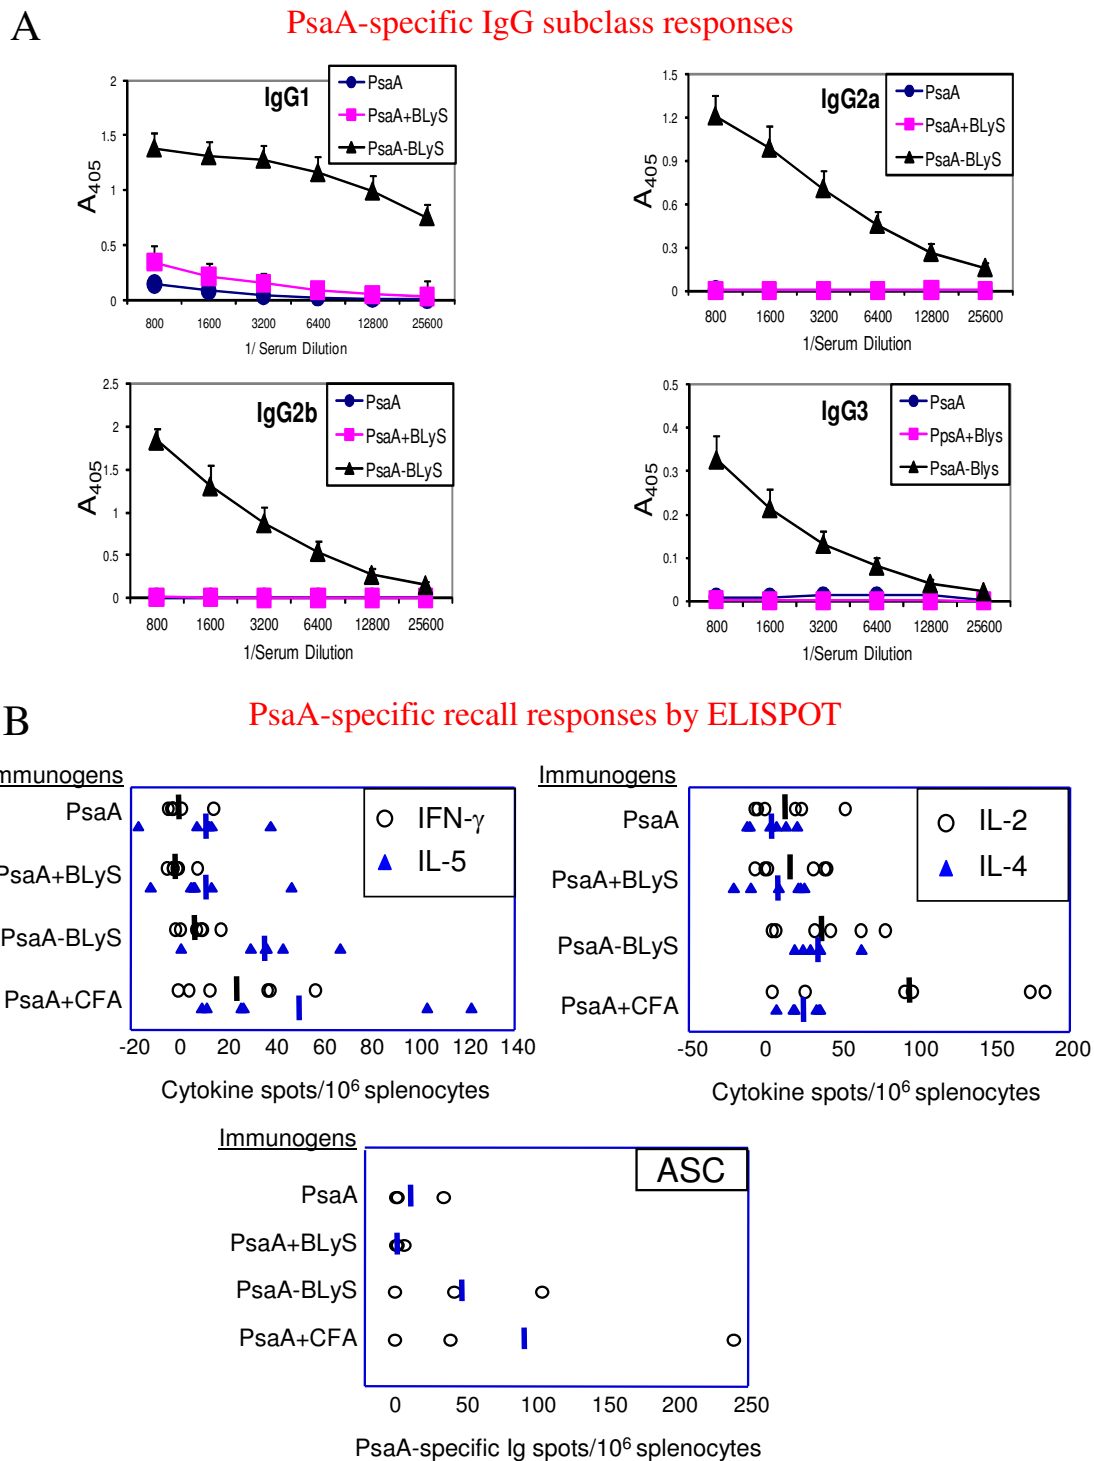 A
PsaA-specific IgG subclass responses
IgG1
PsaA
PsaA+BLyS
PsaA-BLyS
2
1.5
1
0.5
0
A405
800 1600 3200 6400 12800 25600
1/ Serum Dilution
IgG2a
PsaA
PsaA+BLyS
PsaA-BLyS
1.5
1.2
0.9
0.6
0.3
0
A405
800 1600 3200 6400 12800 25600
1/Serum Dilution
IgG2b
PsaA
PsaA+BLyS
PsaA-BLyS
2.5
2
1.5
1
0.5
0
A405
800 1600 3200 6400 12800 25600
1/Serum Dilution
IgG3
PsaA
PpsA+Blys
PsaA-Blys
0.5
0.4
0.3
0.2
0.1
0
A405
800 1600 3200 6400 12800 25600
1/Serum Dilution
B
PsaA-specific recall responses by ELISPOT
mmunogens
PsaA
PsaA+BLyS
PsaA-BLyS
PsaA+CFA
IFN-γ
IL-5
-20 0 20 40 60 80 100 120 140
Cytokine spots/10⁶ splenocytes
Immunogens
PsaA
PsaA+BLyS
PsaA-BLyS
PsaA+CFA
IL-2
IL-4
-50 0 50 100 150 200
Cytokine spots/10⁶ splenocytes
Immunogens
ASC
PsaA
PsaA+BLyS
PsaA-BLyS
PsaA+CFA
0 50 100 150 200 250
PsaA-specific Ig spots/10⁶ splenocytes